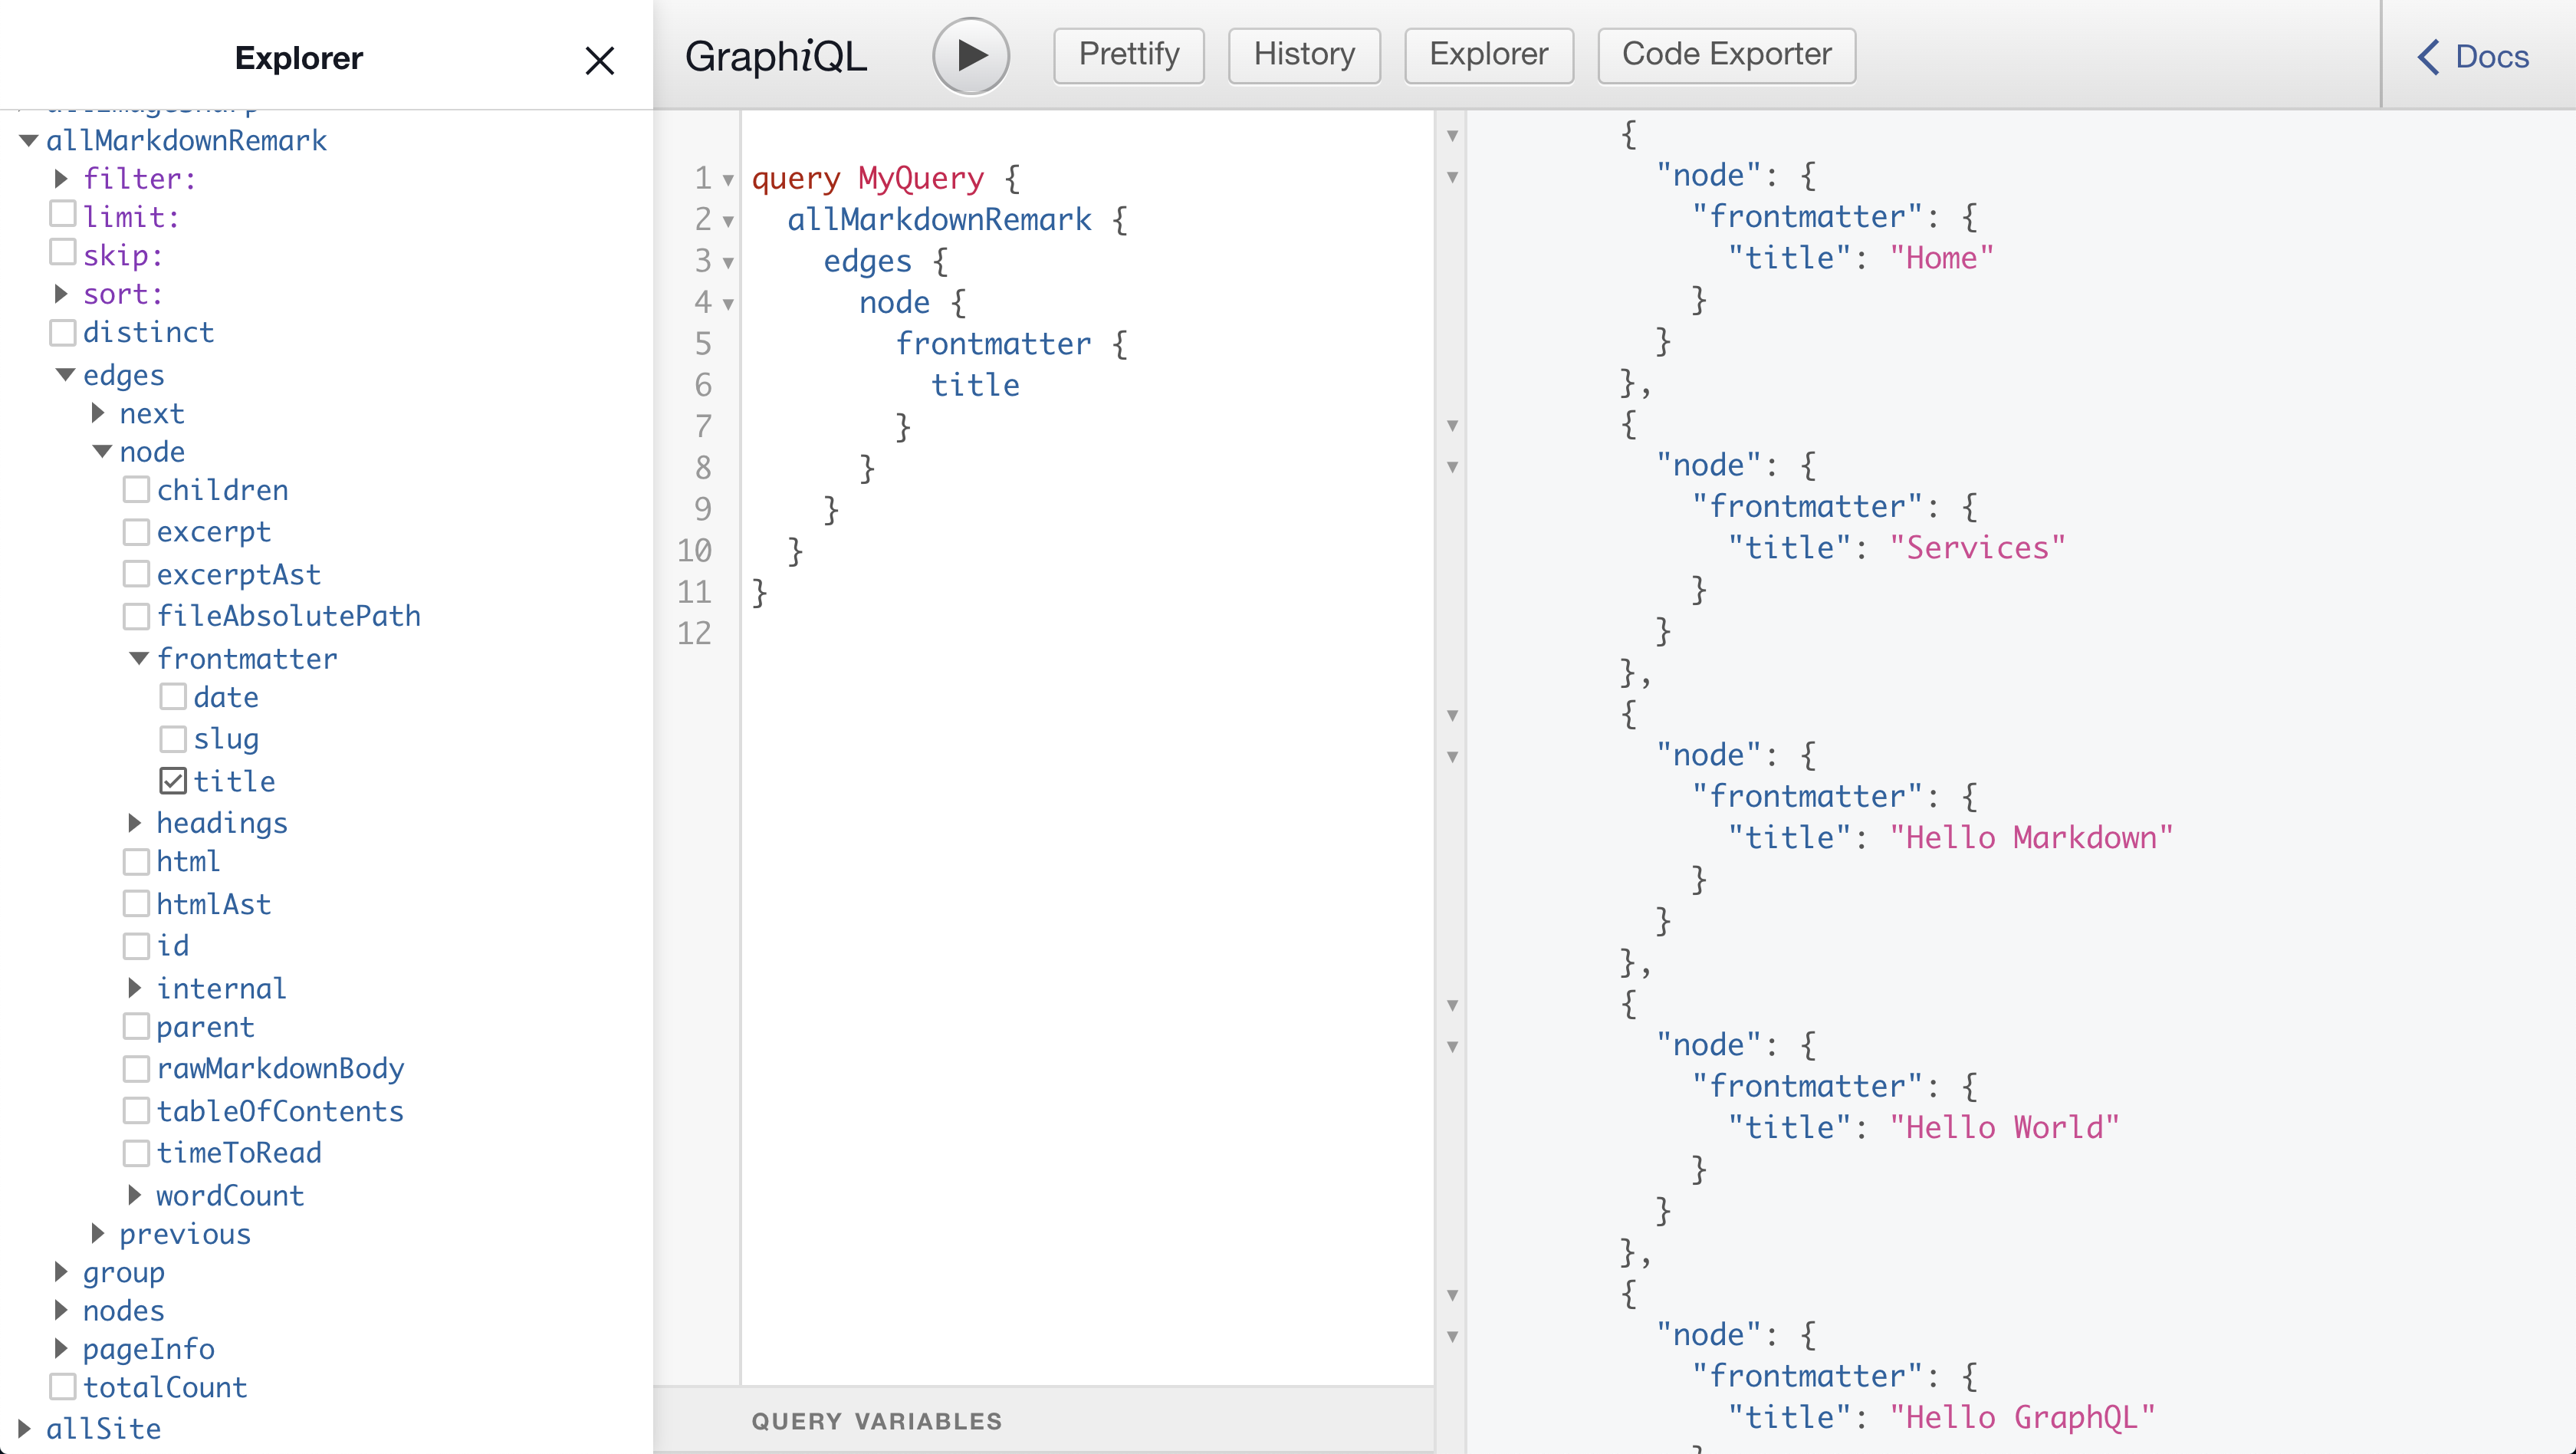 Explorer
allMarkdownRemark
filter:
limit:
skip:
sort:
distinct
edges
next
node
children
excerpt
excerptAst
fileAbsolutePath
frontmatter
date
slug
title
headings
html
htmlAst
id
internal
parent
rawMarkdownBody
tableOfContents
timeToRead
wordCount
previous
group
nodes
pageInfo
totalCount
allSite
GraphiQL
Prettify
History
Explorer
Code Exporter
Docs
1 query MyQuery {
2 allMarkdownRemark {
3 edges {
4 node {
5 frontmatter {
6 title
7 }
8 }
9 }
10 }
11 }
12
QUERY VARIABLES
{
"node": {
"frontmatter": {
"title": "Home"
}
}
},
{
"node": {
"frontmatter": {
"title": "Services"
}
}
},
{
"node": {
"frontmatter": {
"title": "Hello Markdown"
}
}
},
{
"node": {
"frontmatter": {
"title": "Hello World"
}
}
},
{
"node": {
"frontmatter": {
"title": "Hello GraphQL"